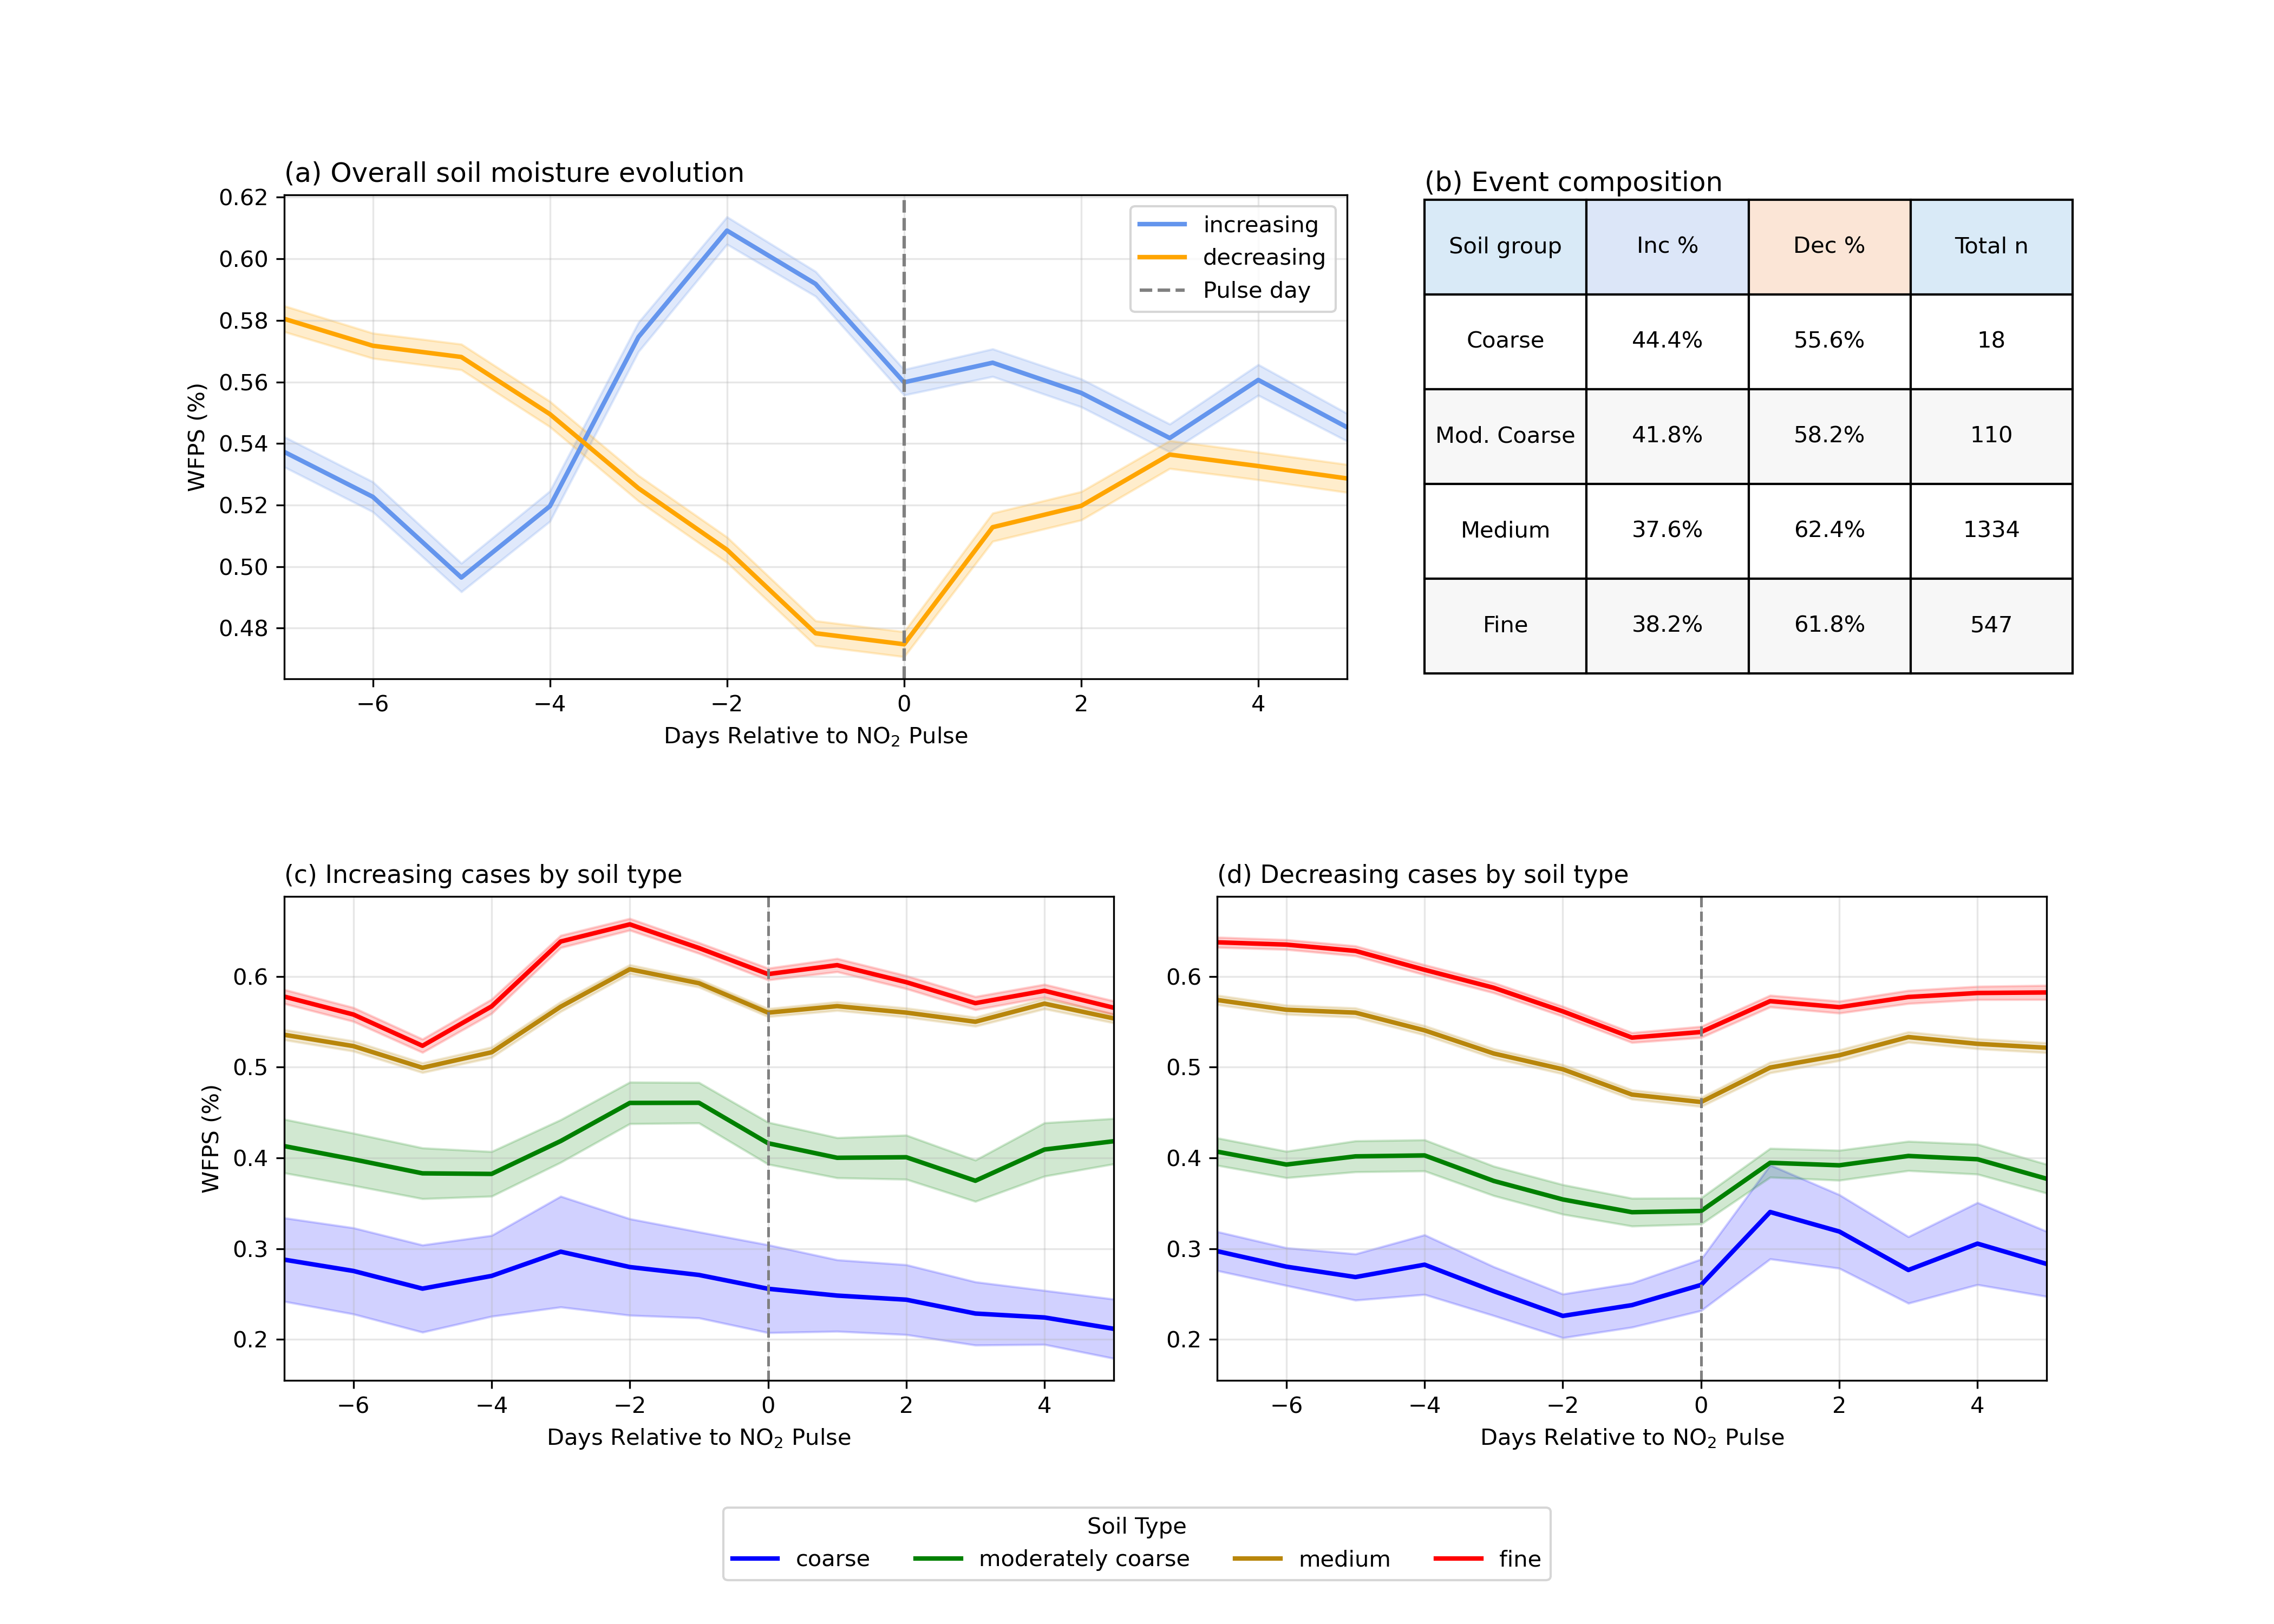 (a) Overall soil moisture evolution
0.62
0.60
0.58
0.56
0.54
0.52
0.50
0.48
WFPS (%)
−6
−4
−2
0
2
4
Days Relative to NO₂ Pulse
increasing
decreasing
Pulse day
(b) Event composition
Soil group Inc % Dec % Total n
Coarse 44.4% 55.6% 18
Mod. Coarse 41.8% 58.2% 110
Medium 37.6% 62.4% 1334
Fine 38.2% 61.8% 547
(c) Increasing cases by soil type
0.6
0.5
0.4
0.3
0.2
WFPS (%)
−6
−4
−2
0
2
4
Days Relative to NO₂ Pulse
(d) Decreasing cases by soil type
0.6
0.5
0.4
0.3
0.2
−6
−4
−2
0
2
4
Days Relative to NO₂ Pulse
Soil Type
coarse moderately coarse medium fine